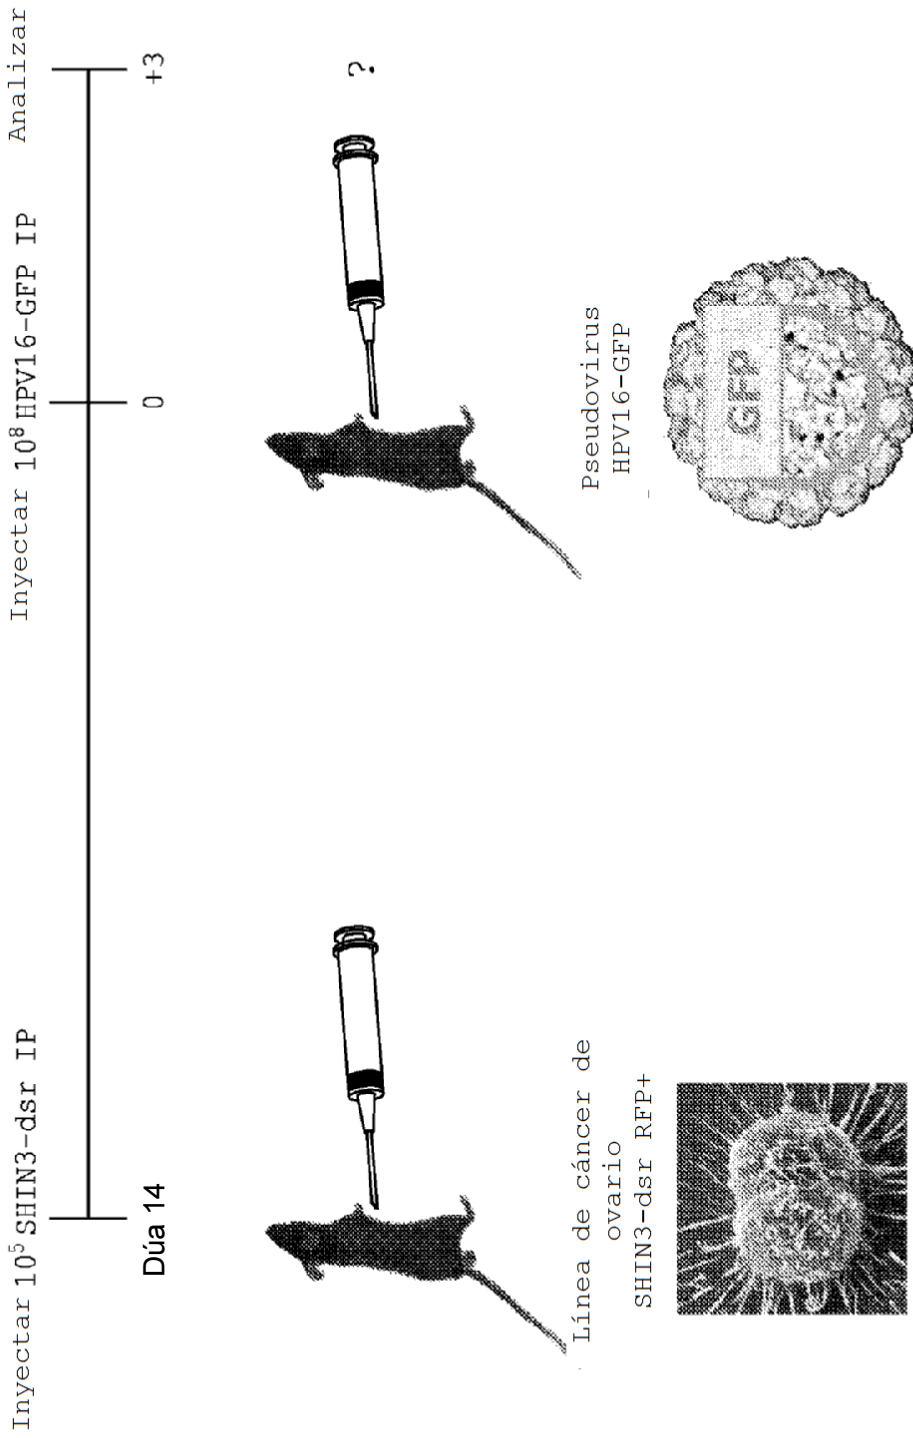 Inyectar 10⁵ SHIN3-dsr IP
Inyectar 10⁸ HPV16-GFP IP
Analizar
Dúa 14
0
+3
?
Línea de cáncer de
ovario
SHIN3-dsr RFP+
Pseudovirus
HPV16-GFP
GFP